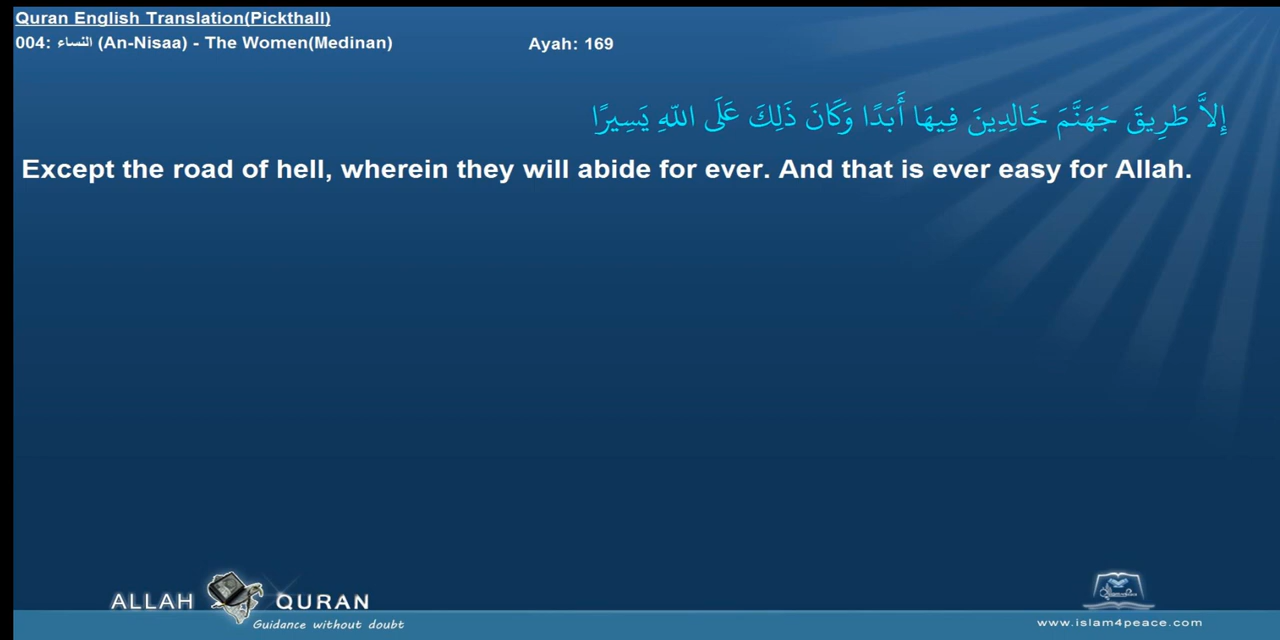 Quran English Translation(Pickthall)
004: النساء (An-Nisaa) - The Women(Medinan) Ayah: 169
إِلاَّ طَرِيقَ جَهَنَّمَ خَالِدِينَ فِيهَا أَبَدًا وَكَانَ ذَلِكَ عَلَى اللّهِ يَسِيرًا
Except the road of hell, wherein they will abide for ever. And that is ever easy for Allah.
ALLAH QURAN
Guidance without doubt
www.islam4peace.com